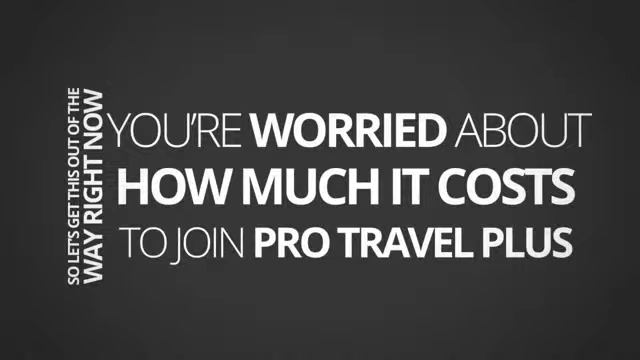 SO LET'S GET THIS OUT OF THE
WAY RIGHT NOW
YOU'RE WORRIED ABOUT
HOW MUCH IT COSTS
TO JOIN PRO TRAVEL PLUS